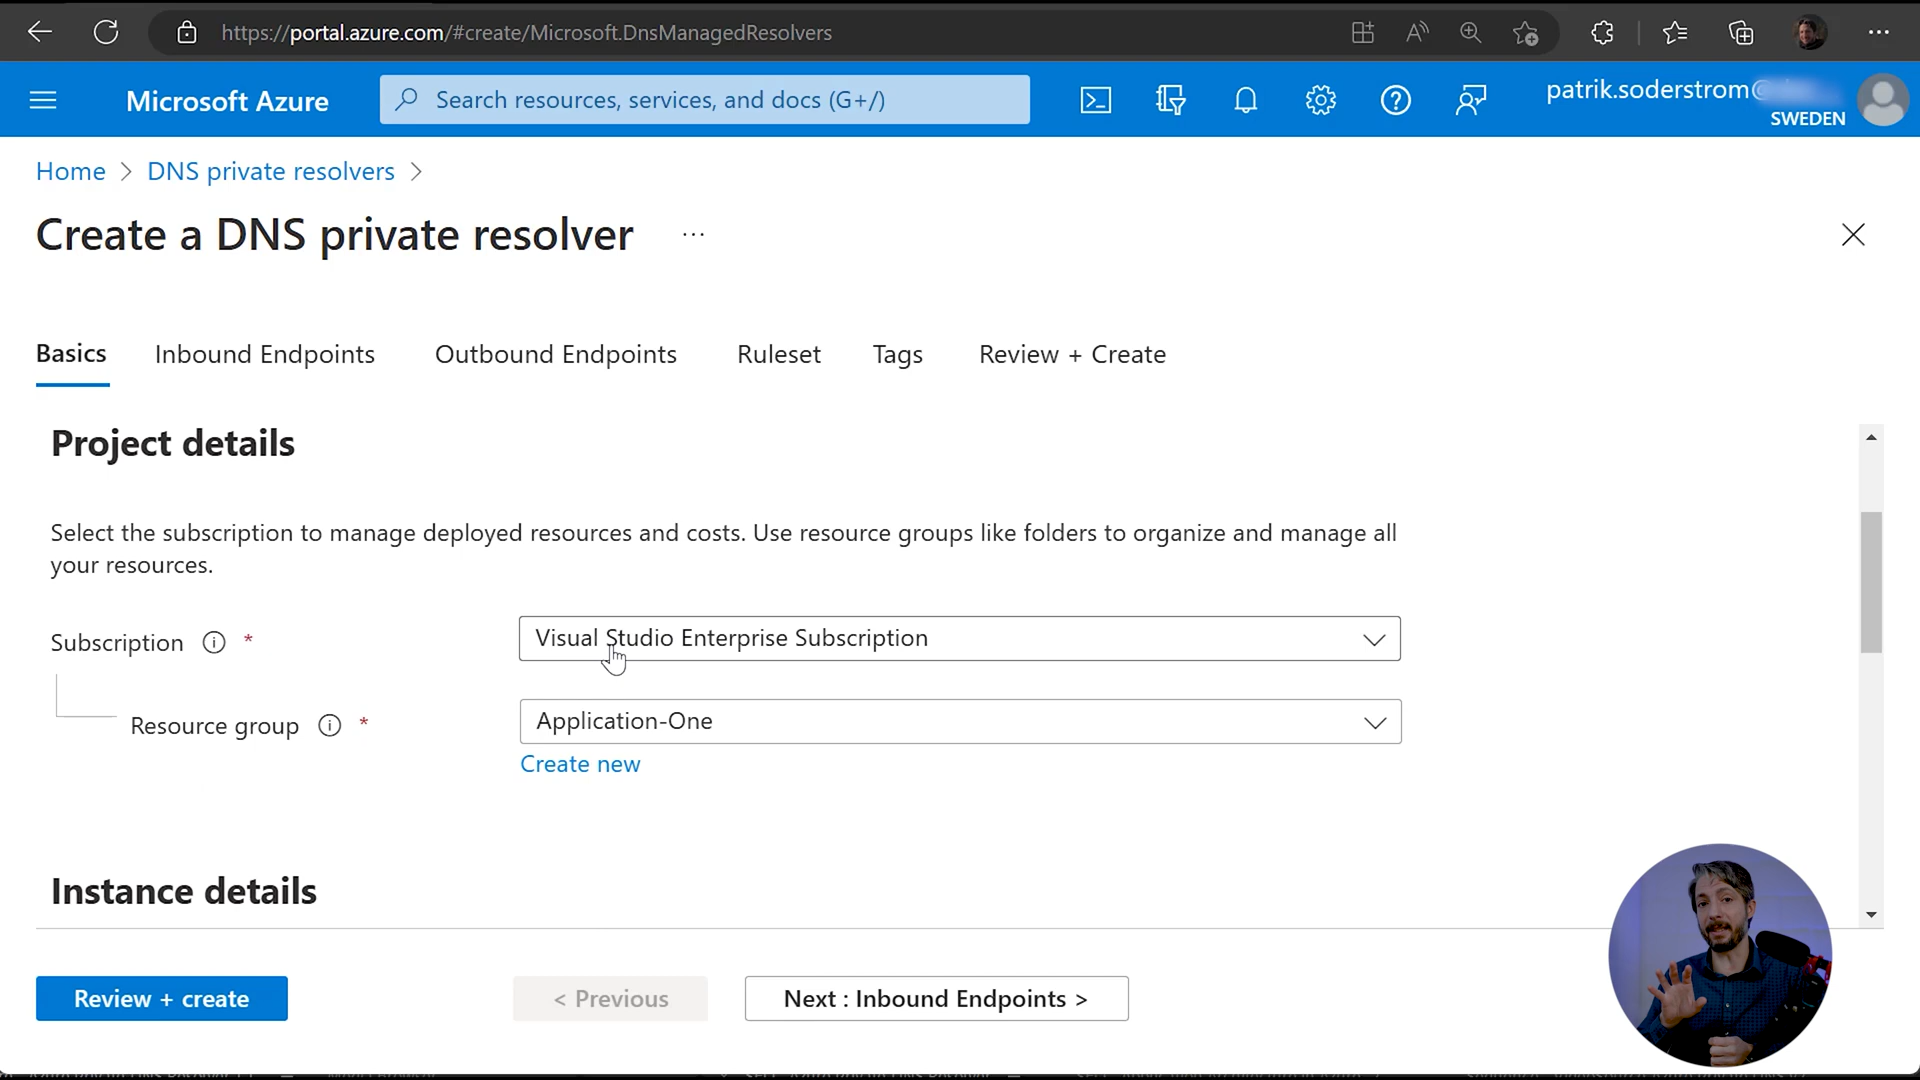 https://portal.azure.com/#create/Microsoft.DnsManagedResolvers
Microsoft Azure
Search resources, services, and docs (G+/)
patrik.soderstrom@
SWEDEN
Home > DNS private resolvers >
Create a DNS private resolver ...
Basics
Inbound Endpoints
Outbound Endpoints
Ruleset
Tags
Review + Create
Project details
Select the subscription to manage deployed resources and costs. Use resource groups like folders to organize and manage all
your resources.
Subscription *
Visual Studio Enterprise Subscription
Resource group *
Application-One
Create new
Instance details
Review + create
< Previous
Next : Inbound Endpoints >